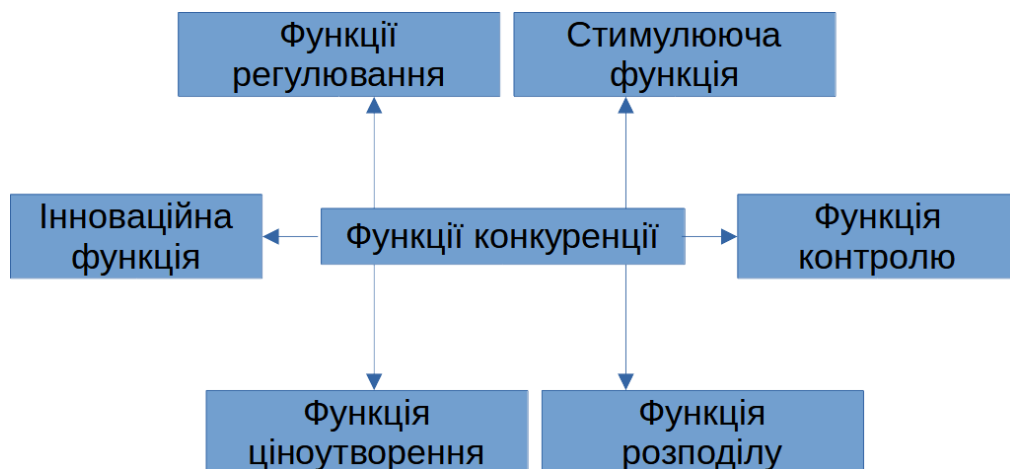 Функції
регулювання
Стимулююча
функція
Інноваційна
функція
Функції конкуренції
Функція
контролю
Функція
ціноутворення
Функція
розподілу